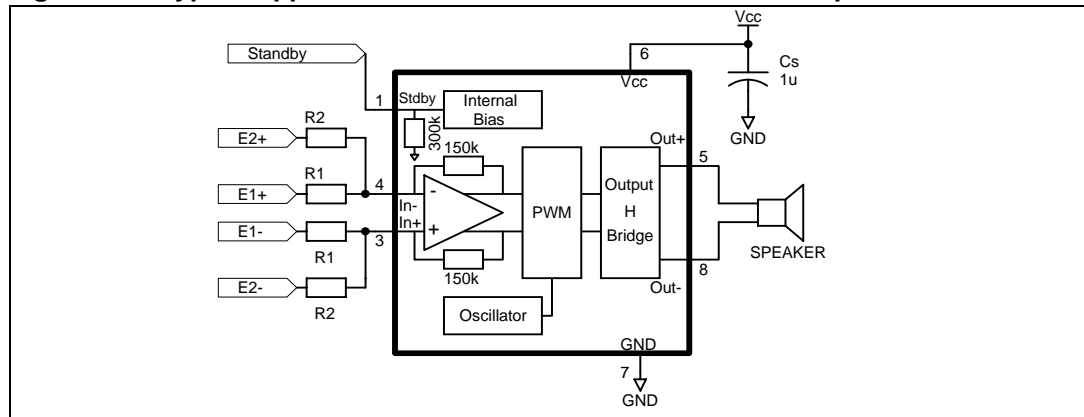 Vcc
6
Standby
Cs
1u
Vcc
1
Stdby
Internal
Bias
GND
R2
300k
E2+
150k
Out+
5
R1
4
E1+
-
In-
In+
+
PWM
Output
H
Bridge
E1-
3
R1
SPEAKER
E2-
150k
8
R2
Out-
Oscillator
GND
7
GND